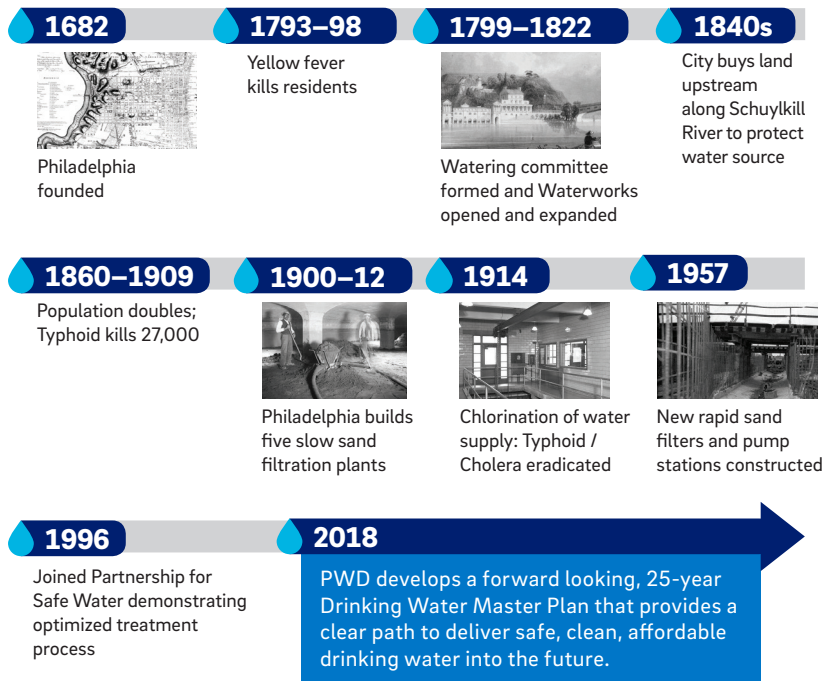 1682
Philadelphia
founded
1793–98
Yellow fever
kills residents
1799–1822
Watering committee
formed and Waterworks
opened and expanded
1840s
City buys land
upstream
along Schuylkill
River to protect
water source
1860–1909
Population doubles;
Typhoid kills 27,000
1900–12
Philadelphia builds
five slow sand
filtration plants
1914
Chlorination of water
supply: Typhoid /
Cholera eradicated
1957
New rapid sand
filters and pump
stations constructed
1996
Joined Partnership for
Safe Water demonstrating
optimized treatment
process
2018
PWD develops a forward looking, 25-year
Drinking Water Master Plan that provides a
clear path to deliver safe, clean, affordable
drinking water into the future.